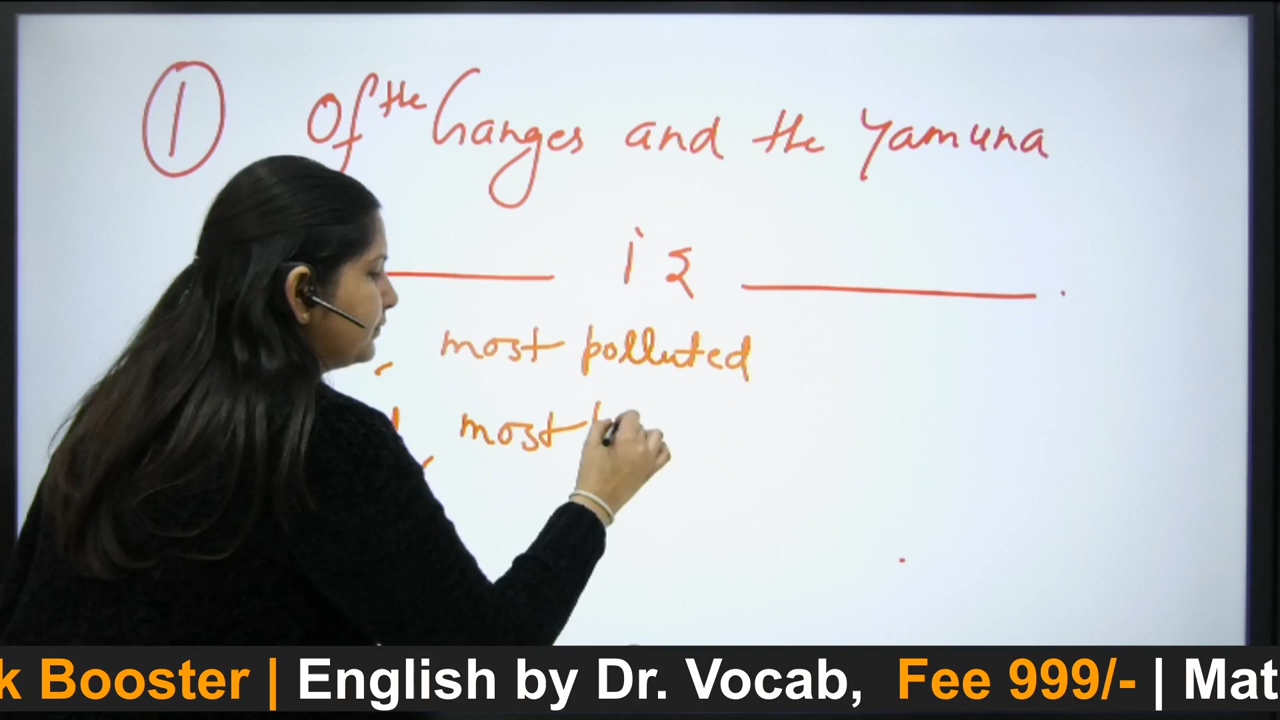 1 Of the Ganges and the Yamuna
is .
most polluted
most
k Booster | English by Dr. Vocab, Fee 999/- | Mat